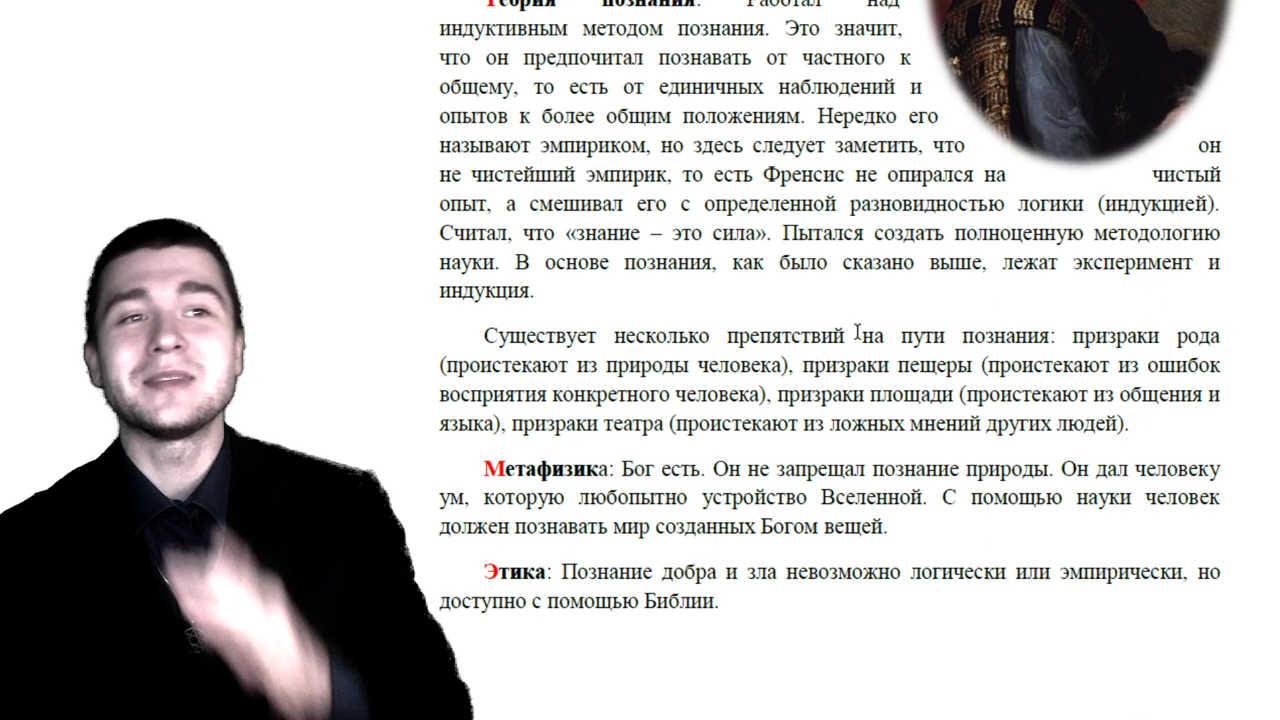 Теория познания: Работал над
индуктивным методом познания. Это значит,
что он предпочитал познавать от частного к
общему, то есть от единичных наблюдений и
опытов к более общим положениям. Нередко его
называют эмпириком, но здесь следует заметить, что он
не чистейший эмпирик, то есть Френсис не опирался на чистый
опыт, а смешивал его с определенной разновидностью логики (индукцией).
Считал, что «знание – это сила». Пытался создать полноценную методологию
науки. В основе познания, как было сказано выше, лежат эксперимент и
индукция.
Существует несколько препятствий на пути познания: призраки рода
(проистекают из природы человека), призраки пещеры (проистекают из ошибок
восприятия конкретного человека), призраки площади (проистекают из общения и
языка), призраки театра (проистекают из ложных мнений других людей).
Метафизика: Бог есть. Он не запрещал познание природы. Он дал человеку
ум, которую любопытно устройство Вселенной. С помощью науки человек
должен познавать мир созданных Богом вещей.
Этика: Познание добра и зла невозможно логически или эмпирически, но
доступно с помощью Библии.